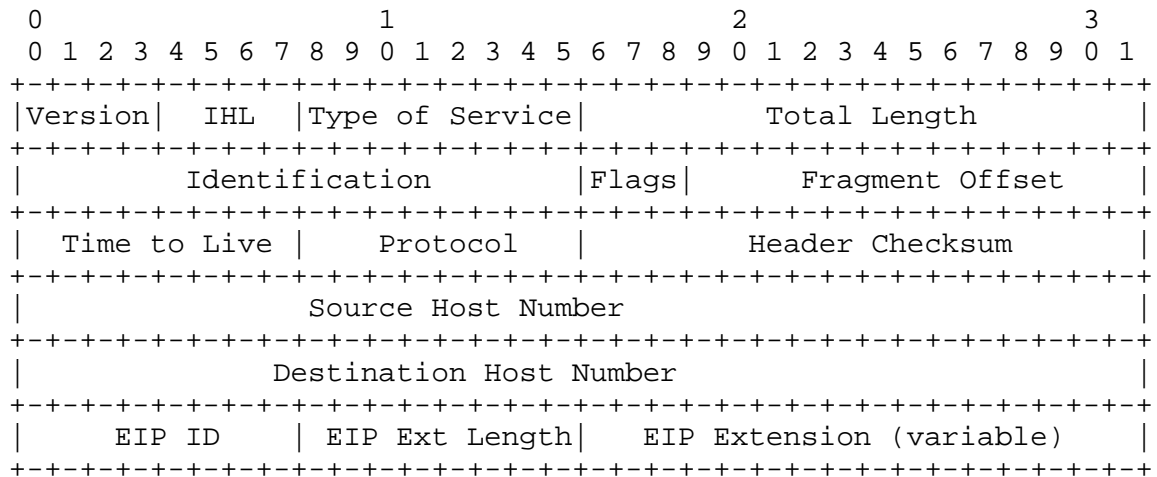 0                   1                   2                   3
 0 1 2 3 4 5 6 7 8 9 0 1 2 3 4 5 6 7 8 9 0 1 2 3 4 5 6 7 8 9 0 1
+-+-+-+-+-+-+-+-+-+-+-+-+-+-+-+-+-+-+-+-+-+-+-+-+-+-+-+-+-+-+-+-+
|Version|  IHL  |Type of Service|          Total Length         |
+-+-+-+-+-+-+-+-+-+-+-+-+-+-+-+-+-+-+-+-+-+-+-+-+-+-+-+-+-+-+-+-+
|         Identification        |Flags|      Fragment Offset    |
+-+-+-+-+-+-+-+-+-+-+-+-+-+-+-+-+-+-+-+-+-+-+-+-+-+-+-+-+-+-+-+-+
|  Time to Live |    Protocol   |         Header Checksum       |
+-+-+-+-+-+-+-+-+-+-+-+-+-+-+-+-+-+-+-+-+-+-+-+-+-+-+-+-+-+-+-+-+
|                Source Host Number                             |
+-+-+-+-+-+-+-+-+-+-+-+-+-+-+-+-+-+-+-+-+-+-+-+-+-+-+-+-+-+-+-+-+
|              Destination Host Number                          |
+-+-+-+-+-+-+-+-+-+-+-+-+-+-+-+-+-+-+-+-+-+-+-+-+-+-+-+-+-+-+-+-+
|     EIP ID    | EIP Ext Length|   EIP Extension (variable)    |
+-+-+-+-+-+-+-+-+-+-+-+-+-+-+-+-+-+-+-+-+-+-+-+-+-+-+-+-+-+-+-+-+